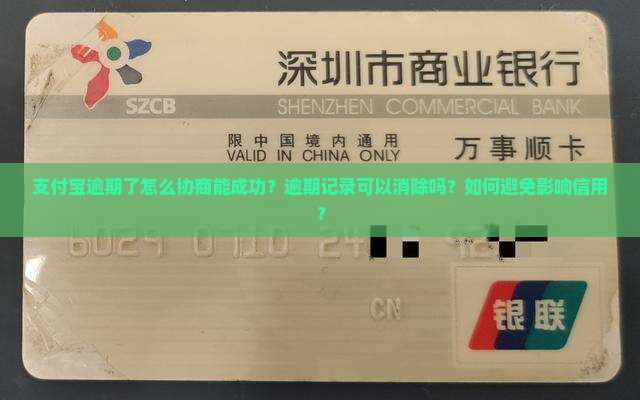 深圳市商业银行
SZCB
SHENZHEN COMMERCIAL BANK
限中国境内通用
VALID IN CHINA ONLY
万事顺卡
支付宝逾期了怎么协商能成功？逾期记录可以消除吗？如何避免影响信用
？
6029 0710 24
CN
银联